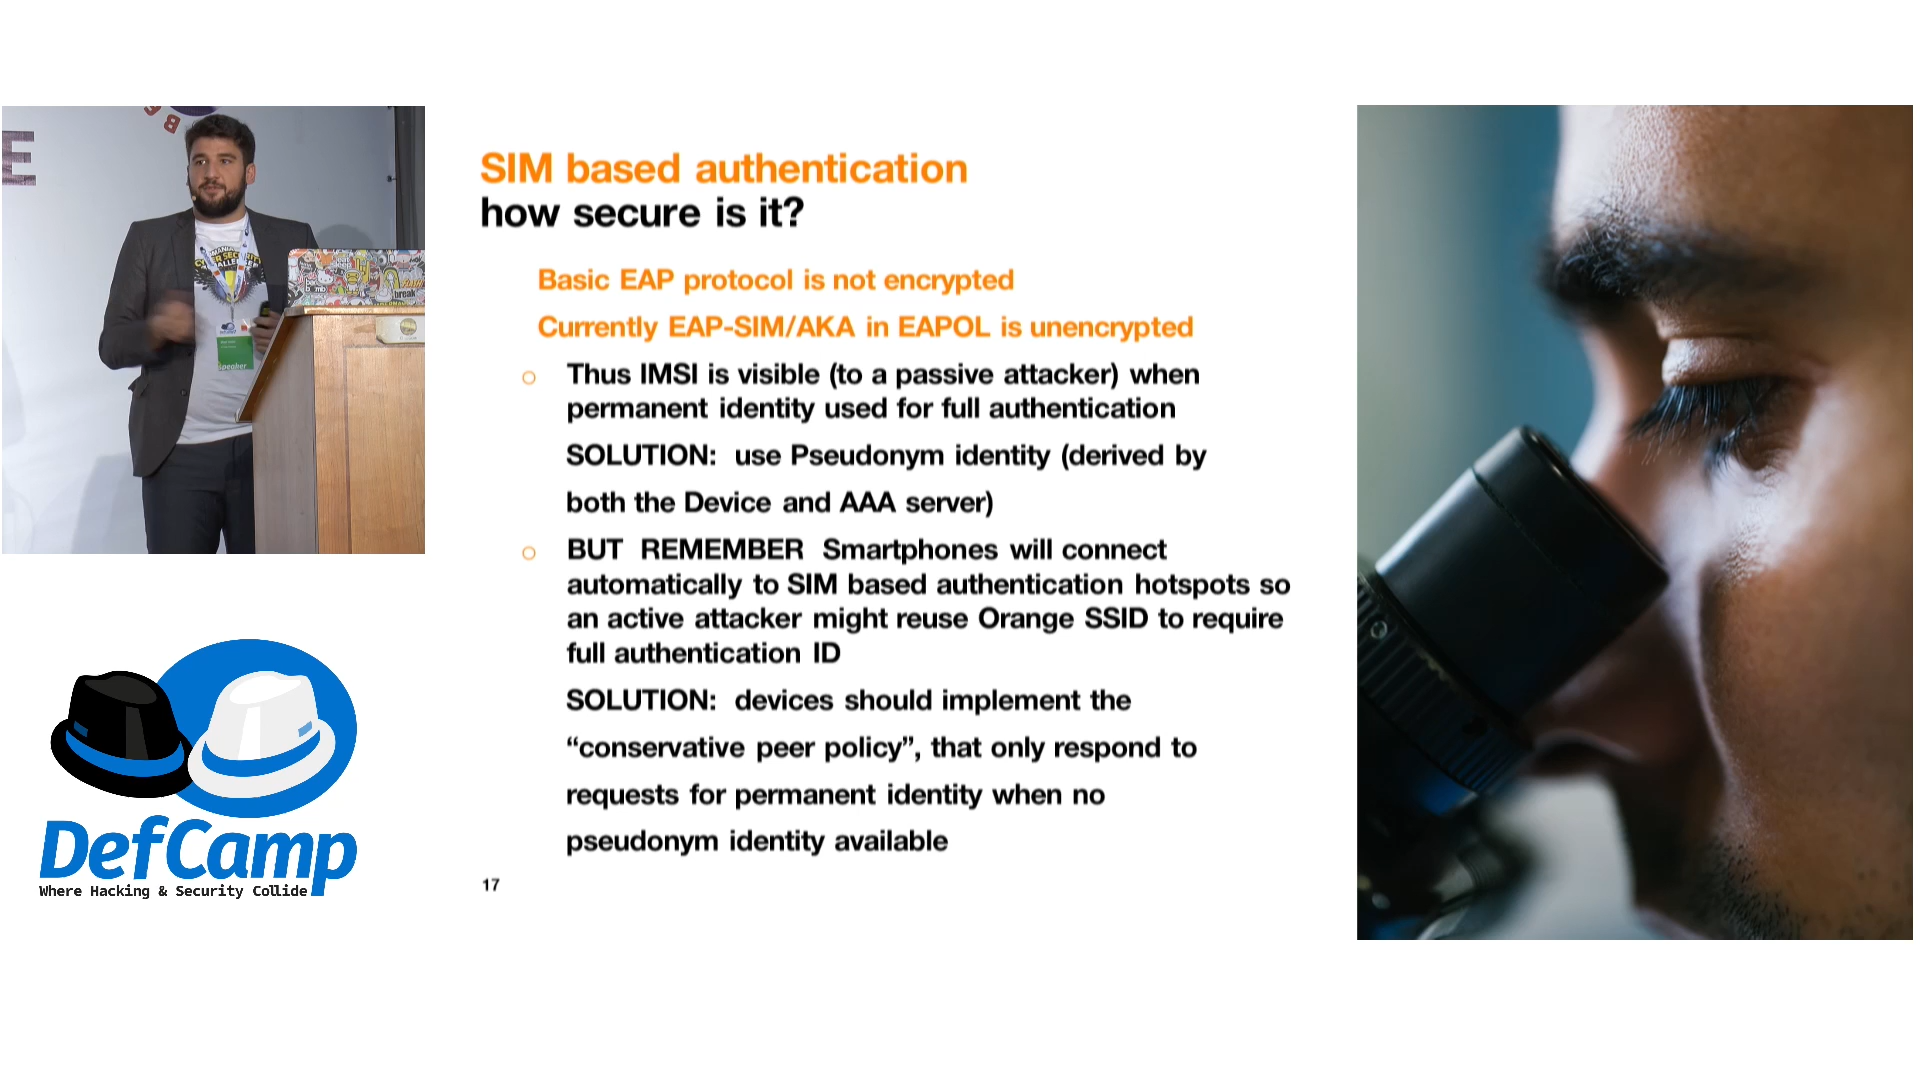 SIM based authentication
how secure is it?
Basic EAP protocol is not encrypted
Currently EAP-SIM/AKA in EAPOL is unencrypted
○ Thus IMSI is visible (to a passive attacker) when
permanent identity used for full authentication
SOLUTION: use Pseudonym identity (derived by
both the Device and AAA server)
○ BUT REMEMBER Smartphones will connect
automatically to SIM based authentication hotspots so
an active attacker might reuse Orange SSID to require
full authentication ID
SOLUTION: devices should implement the
“conservative peer policy”, that only respond to
requests for permanent identity when no
pseudonym identity available
17
DefCamp
Where Hacking & Security Collide
E
speaker